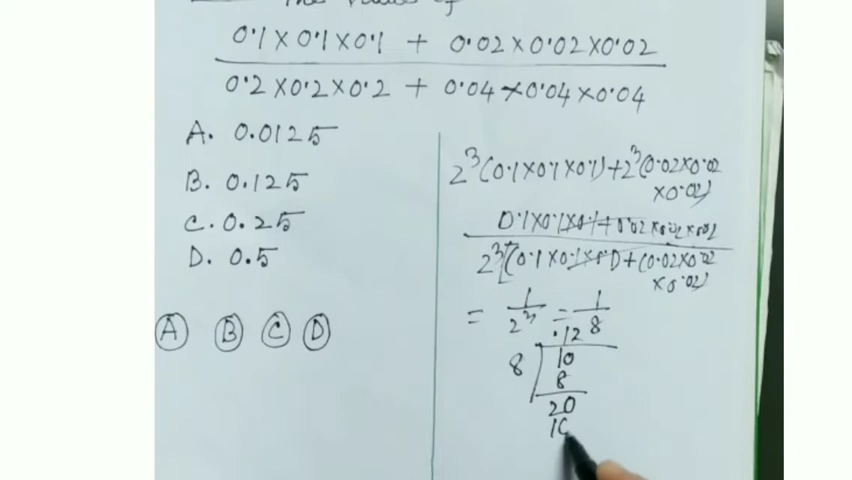 The value of
0.1 × 0.1 × 0.1 + 0.02 × 0.02 × 0.02
0.2 × 0.2 × 0.2 + 0.04 × 0.04 × 0.04
A. 0.0125
B. 0.125
C. 0.25
D. 0.5
A B C D
2³(0.1×0.1×0.1)+2³(0.02×0.02
×0.02)
0.1×0.1×0.1+0.02×0.02×0.02
2³[(0.1×0.1×0.1)+(0.02×0.02
×0.02)
= 1/2³ = 1/8
.12
8 10
8
20